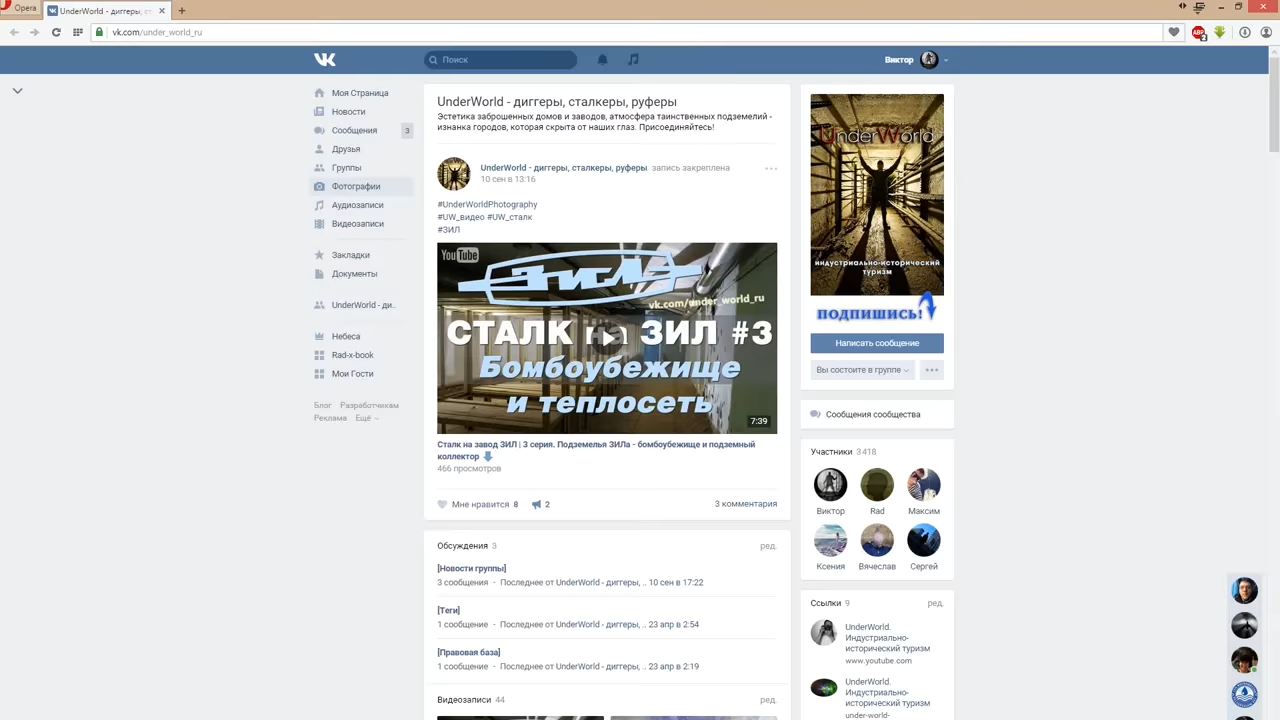 Opera
UnderWorld - диггеры, ст
vk.com/under_world_ru
Поиск
Виктор
Моя Страница
Новости
Сообщения 3
Друзья
Группы
Фотографии
Аудиозаписи
Видеозаписи
Закладки
Документы
UnderWorld - ди..
Небеса
Rad-x-book
Мои Гости
Блог Разработчикам
Реклама Ещё
UnderWorld - диггеры, сталкеры, руферы
Эстетика заброшенных домов и заводов, атмосфера таинственных подземелий -
изнанка городов, которая скрыта от наших глаз. Присоединяйтесь!
UnderWorld - диггеры, сталкеры, руферы запись закреплена
10 сен в 13:16
#UnderWorldPhotography
#UW_видео #UW_сталк
#ЗИЛ
YouTube
ЗИЛ
vk.com/under_world_ru
СТАЛК НА ЗИЛ #3
Бомбоубежище
и теплосеть
7:39
Сталк на завод ЗИЛ | 3 серия. Подземелья ЗИЛа - бомбоубежище и подземный
коллектор
466 просмотров
Мне нравится 8 2 3 комментария
Обсуждения 3 ред.
[Новости группы]
3 сообщения - Последнее от UnderWorld - диггеры, .. 10 сен в 17:22
[Теги]
1 сообщение - Последнее от UnderWorld - диггеры, .. 23 апр в 2:54
[Правовая база]
1 сообщение - Последнее от UnderWorld - диггеры, .. 23 апр в 2:19
Видеозаписи 44 ред.
UnderWorld
индустриально-исторический
туризм
подпишись!
Написать сообщение
Вы состоите в группе
Сообщения сообщества
Участники 3 418
Виктор Rad Максим
Ксения Вячеслав Сергей
Ссылки 9 ред.
UnderWorld.
Индустриально-
исторический туризм
www.youtube.com
UnderWorld.
Индустриально-
исторический туризм
under-world-